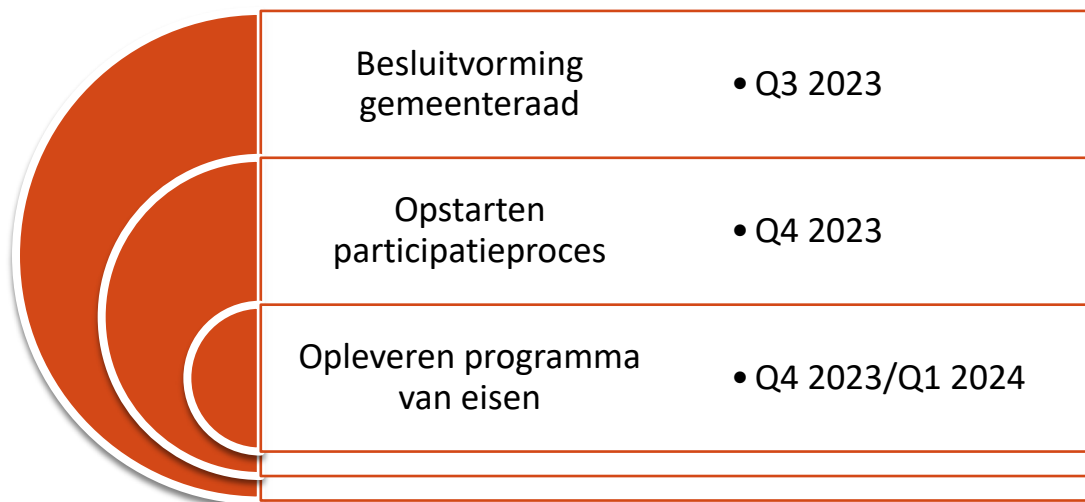 Besluitvorming
gemeenteraad
• Q3 2023
Opstarten
participatieproces
• Q4 2023
Opleveren programma
van eisen
• Q4 2023/Q1 2024